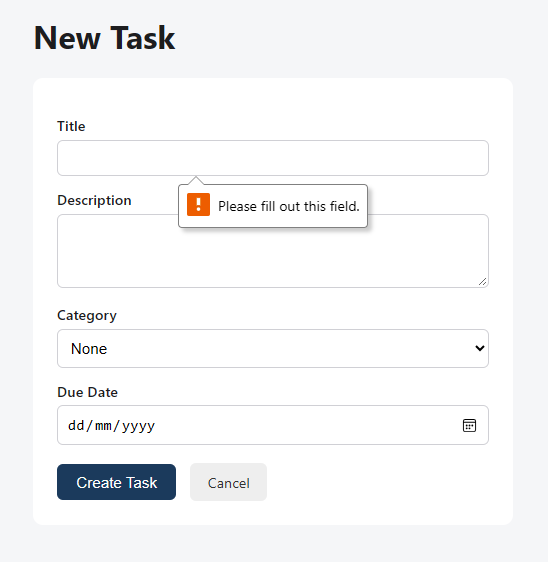 New Task
Title
!
Please fill out this field.
Description
Category
None
Due Date
dd/mm/yyyy
Create Task
Cancel